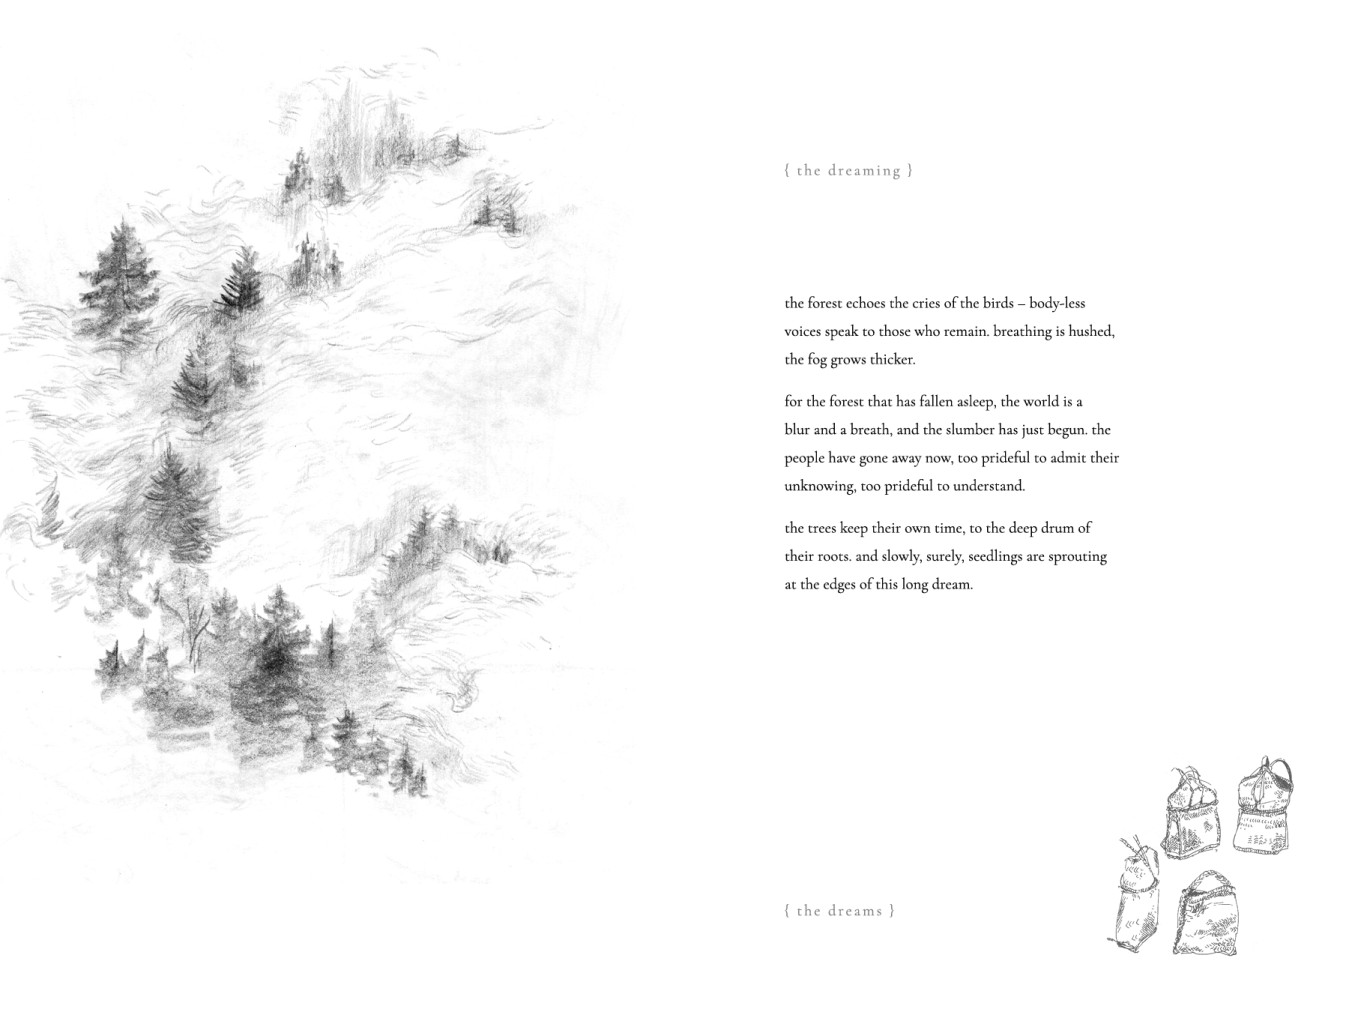 { the dreaming }
the forest echoes the cries of the birds – body-less
voices speak to those who remain. breathing is hushed,
the fog grows thicker.
for the forest that has fallen asleep, the world is a
blur and a breath, and the slumber has just begun. the
people have gone away now, too prideful to admit their
unknowing, too prideful to understand.
the trees keep their own time, to the deep drum of
their roots. and slowly, surely, seedlings are sprouting
at the edges of this long dream.
{ the dreams }